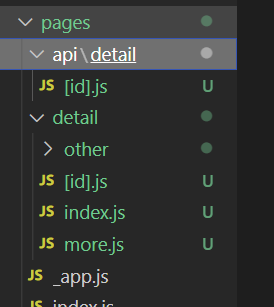 pages
api\detail
JS [id].js U
detail
other
JS [id].js U
JS index.js U
JS more.js U
JS _app.js
JS index.js